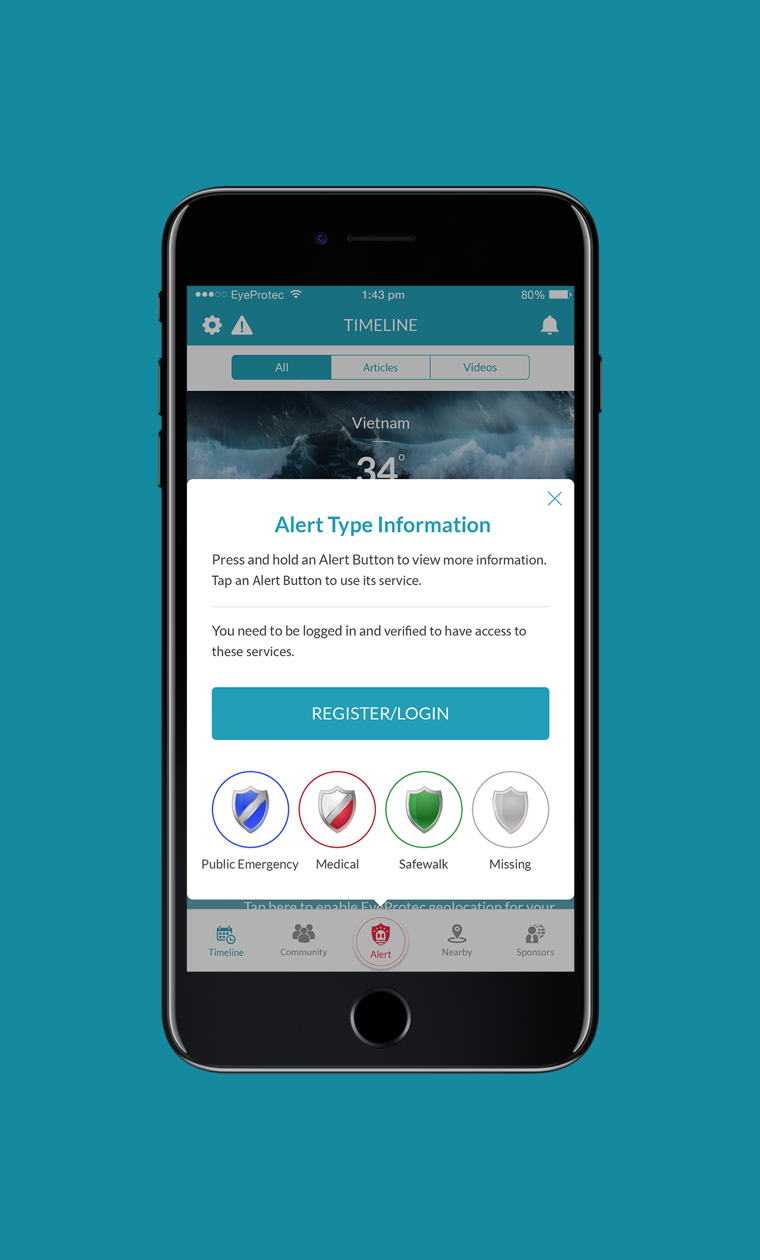 EyeProtec
1:43 pm
80%
TIMELINE
All
Articles
Videos
Vietnam
34°
Alert Type Information
Press and hold an Alert Button to view more information.
Tap an Alert Button to use its service.
You need to be logged in and verified to have access to
these services.
REGISTER/LOGIN
Public Emergency
Medical
Safewalk
Missing
Tap here to enable EyeProtec geolocation for your
Timeline
Community
Alert
Nearby
Sponsors